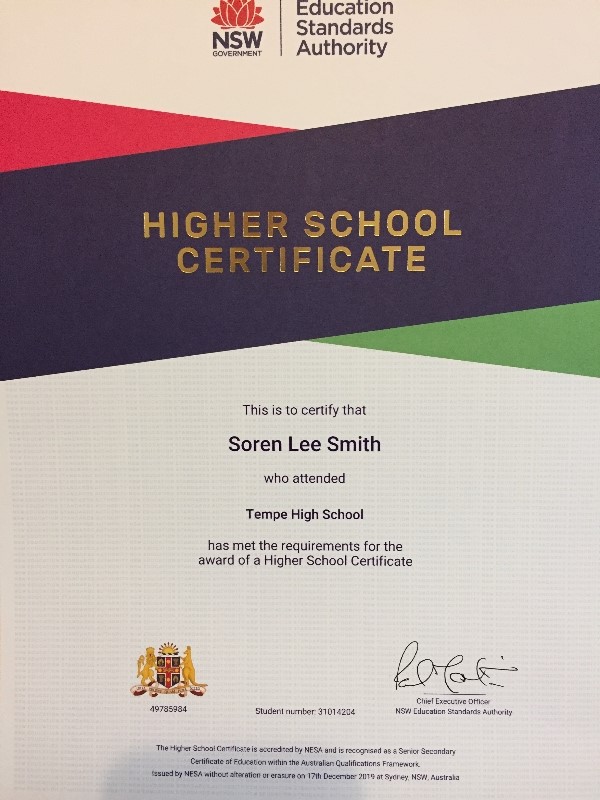 NSW
GOVERNMENT
Education
Standards
Authority
HIGHER SCHOOL
CERTIFICATE
This is to certify that
Soren Lee Smith
who attended
Tempe High School
has met the requirements for the
award of a Higher School Certificate
49785984
Student number: 31014204
Chief Executive Officer
NSW Education Standards Authority
The Higher School Certificate is accredited by NESA and is recognised as a Senior Secondary
Certificate of Education within the Australian Qualifications Framework.
Issued by NESA without alteration or erasure on 17th December 2019 at Sydney, NSW, Australia